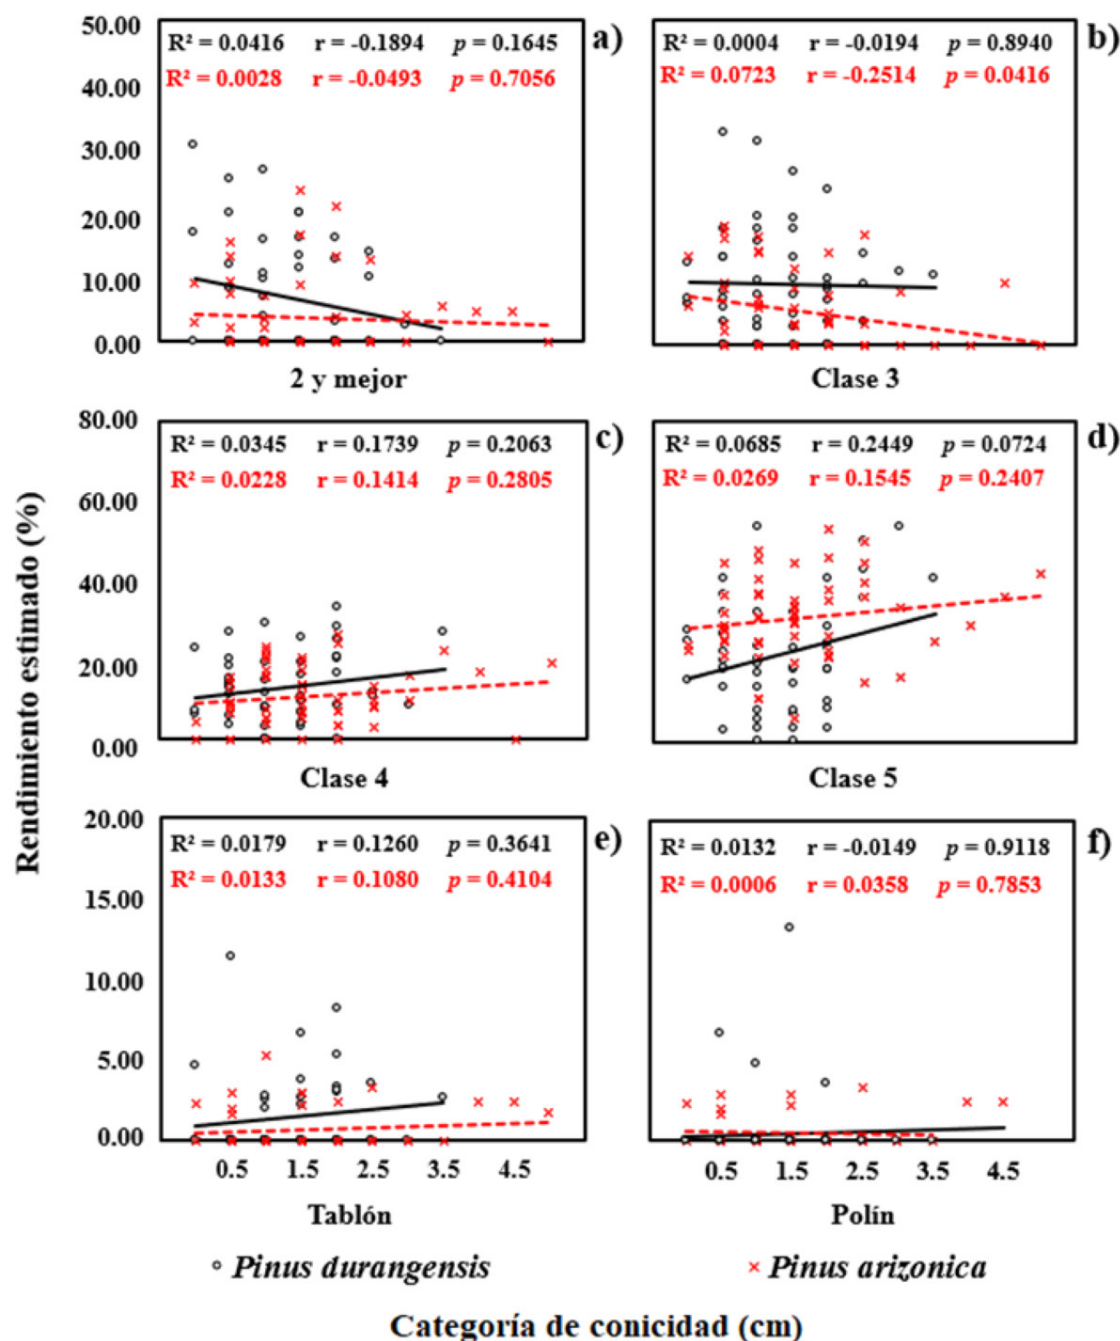 50.00
40.00
30.00
20.00
10.00
0.00
R² = 0.0416 r = -0.1894 p = 0.1645 a)
R² = 0.0028 r = -0.0493 p = 0.7056
2 y mejor
R² = 0.0004 r = -0.0194 p = 0.8940 b)
R² = 0.0723 r = -0.2514 p = 0.0416
Clase 3
80.00
60.00
40.00
20.00
0.00
R² = 0.0345 r = 0.1739 p = 0.2063 c)
R² = 0.0228 r = 0.1414 p = 0.2805
Clase 4
R² = 0.0685 r = 0.2449 p = 0.0724 d)
R² = 0.0269 r = 0.1545 p = 0.2407
Clase 5
Rendimiento estimado (%)
20.00
15.00
10.00
5.00
0.00
R² = 0.0179 r = 0.1260 p = 0.3641 e)
R² = 0.0133 r = 0.1080 p = 0.4104
0.5 1.5 2.5 3.5 4.5
Tablón
R² = 0.0132 r = -0.0149 p = 0.9118 f)
R² = 0.0006 r = 0.0358 p = 0.7853
0.5 1.5 2.5 3.5 4.5
Polín
Pinus durangensis
Pinus arizonica
Categoría de conicidad (cm)